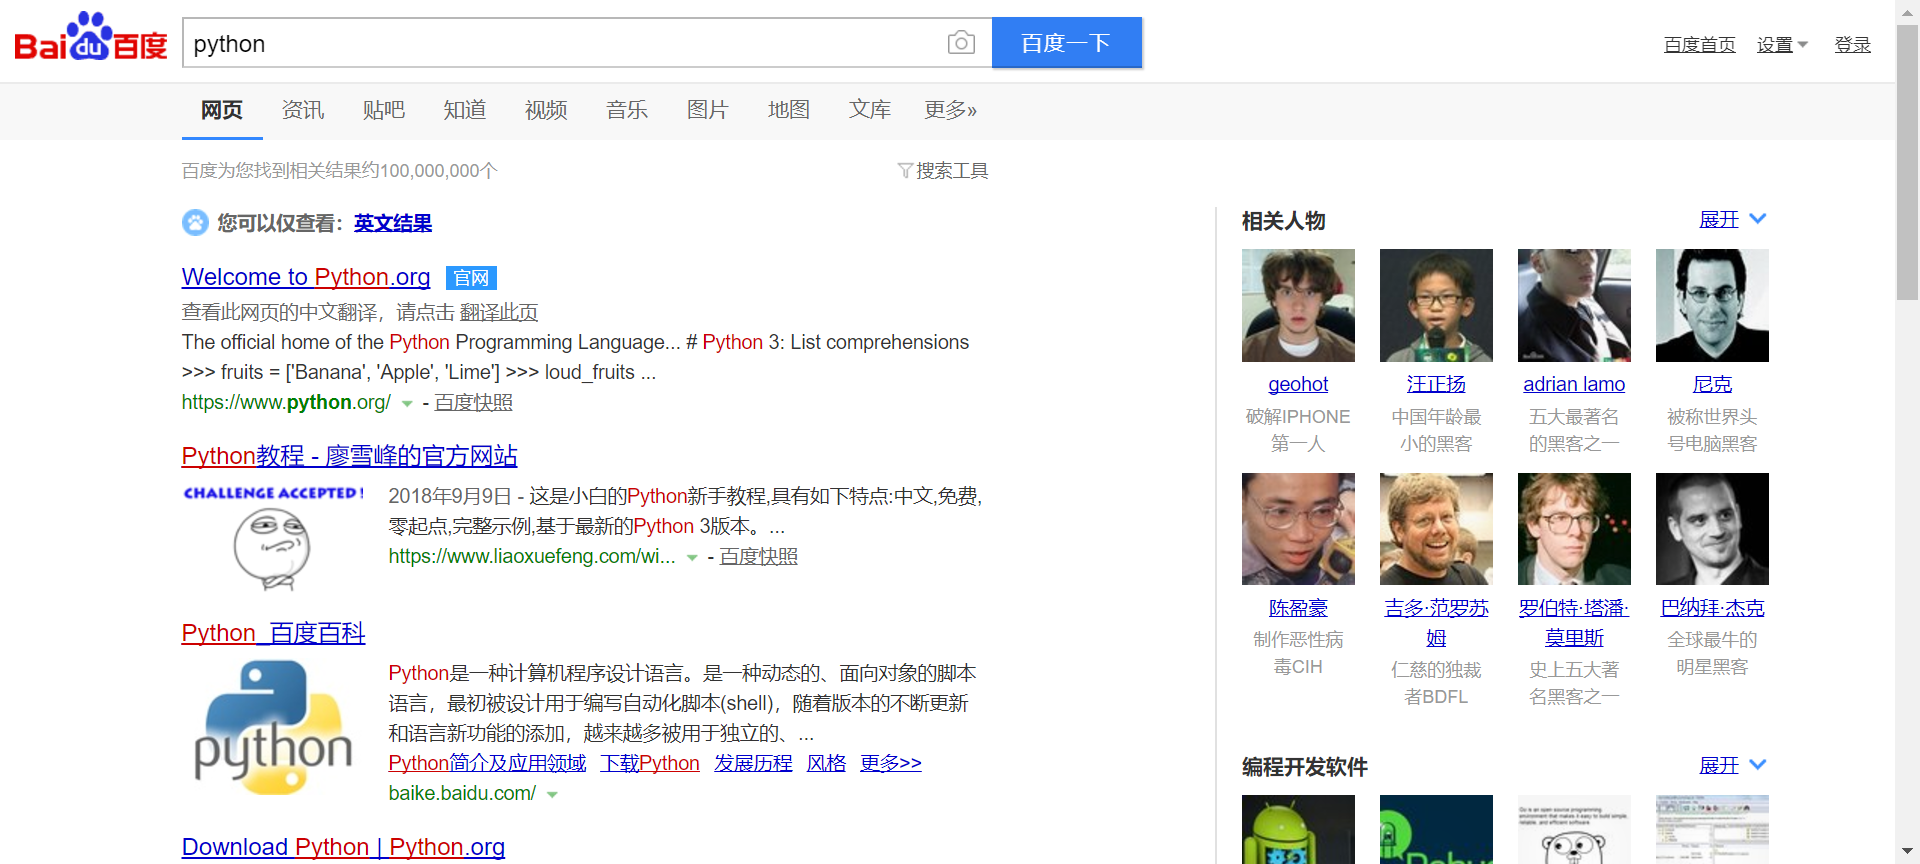 Bai du 百度
python
百度一下
百度首页 设置 登录
网页 资讯 贴吧 知道 视频 音乐 图片 地图 文库 更多»
百度为您找到相关结果约100,000,000个
搜索工具
您可以仅查看：英文结果
Welcome to Python.org 官网
查看此网页的中文翻译，请点击 翻译此页
The official home of the Python Programming Language... # Python 3: List comprehensions
>>> fruits = ['Banana', 'Apple', 'Lime'] >>> loud_fruits ...
https://www.python.org/ - 百度快照
Python教程 - 廖雪峰的官方网站
CHALLENGE ACCEPTED!
2018年9月9日 - 这是小白的Python新手教程,具有如下特点:中文,免费,
零起点,完整示例,基于最新的Python 3版本。...
https://www.liaoxuefeng.com/wi... - 百度快照
Python_百度百科
python
Python是一种计算机程序设计语言。是一种动态的、面向对象的脚本
语言，最初被设计用于编写自动化脚本(shell)，随着版本的不断更新
和语言新功能的添加，越来越多被用于独立的、...
Python简介及应用领域 下载Python 发展历程 风格 更多>>
baike.baidu.com/
Download Python | Python.org
相关人物 展开
geohot 汪正扬 adrian lamo 尼克
破解IPHONE 中国年龄最 五大最著名 被称世界头
第一人 小的黑客 的黑客之一 号电脑黑客
陈盈豪 吉多·范罗苏 罗伯特·塔潘· 巴纳拜·杰克
姆 莫里斯
制作恶性病 全球最牛的
毒CIH 明星黑客
仁慈的独裁 史上五大著
者BDFL 名黑客之一
编程开发软件 展开
Go is an open source programming
environment that makes it easy to build simple,
reliable, and efficient software.